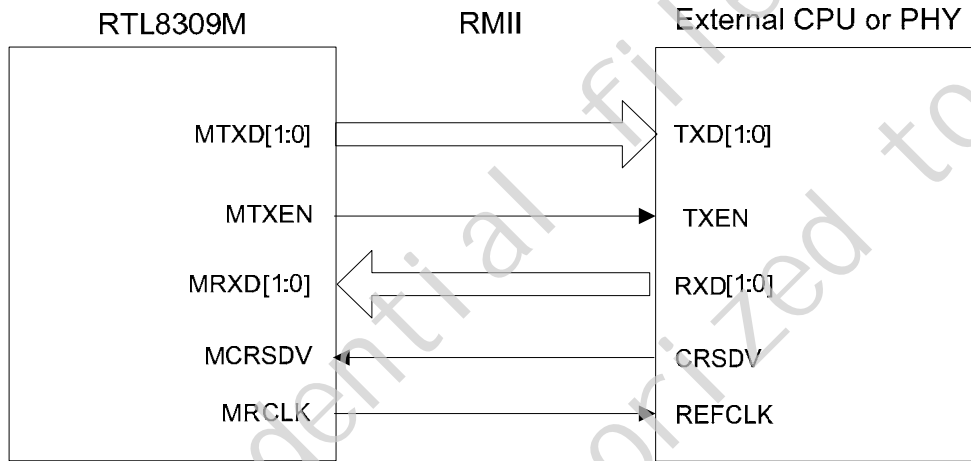 RTL8309M RMII External CPU or PHY
MTXD[1:0] TXD[1:0]
MTXEN TXEN
MRXD[1:0] RXD[1:0]
MCRSDV CRSDV
MRCLK REFCLK